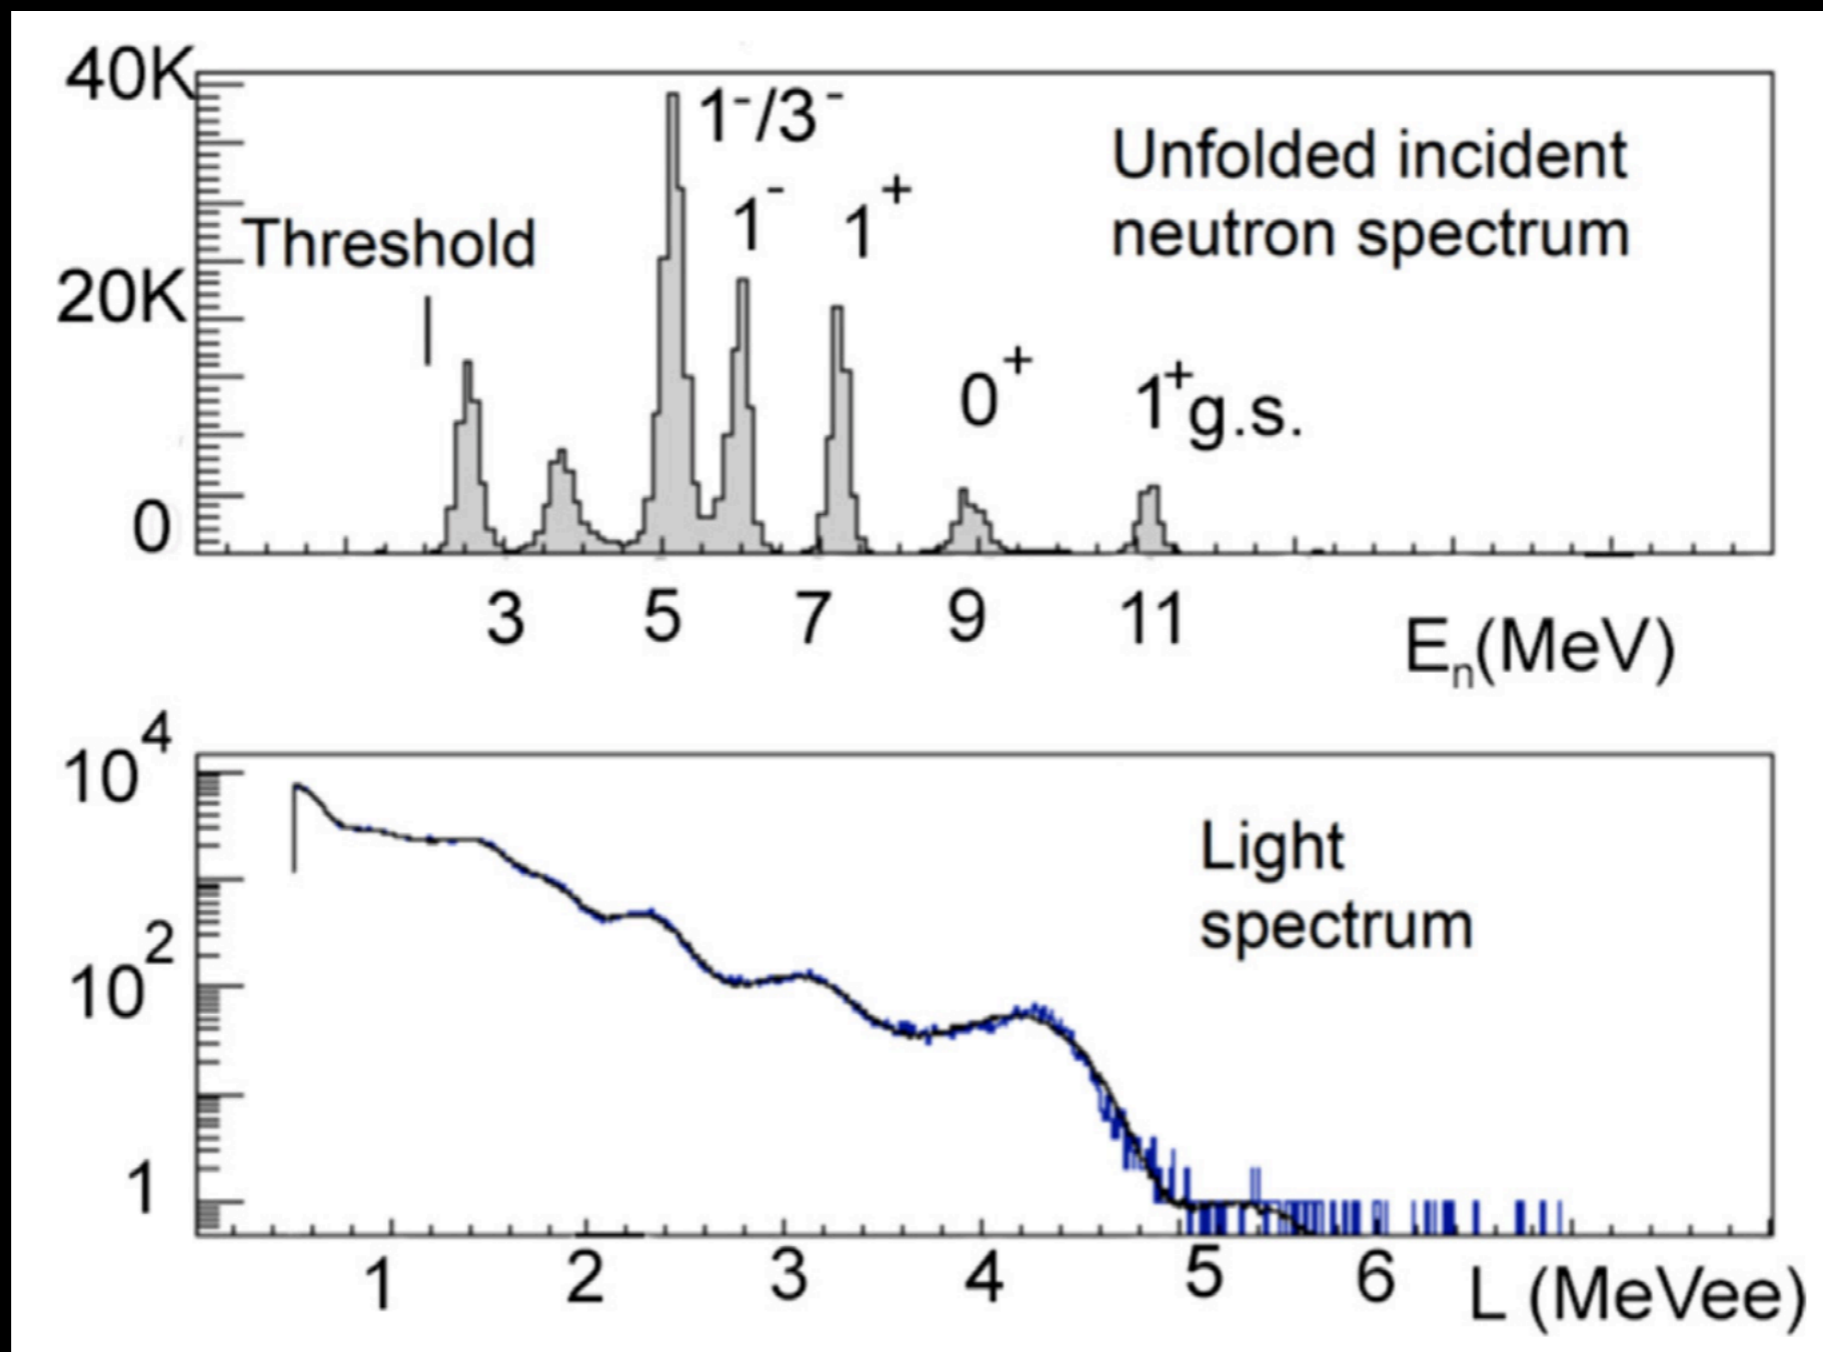 40K
1⁻/3⁻
Unfolded incident
neutron spectrum
1⁻
1⁺
Threshold
20K
0⁺
1⁺g.s.
0
3 5 7 9 11
Eₙ(MeV)
10⁴
Light
spectrum
10²
1
1 2 3 4 5 6 L (MeVee)